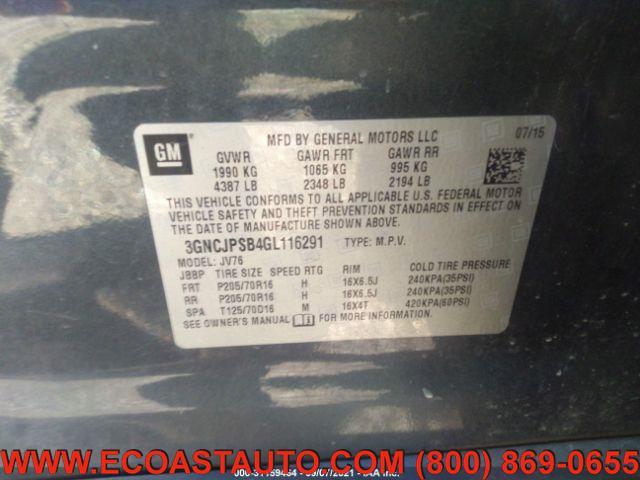 GM
MFD BY GENERAL MOTORS LLC 07/15
GVWR GAWR FRT GAWR RR
1990 KG 1065 KG 995 KG
4387 LB 2348 LB 2194 LB
THIS VEHICLE CONFORMS TO ALL APPLICABLE U.S. FEDERAL MOTOR
VEHICLE SAFETY AND THEFT PREVENTION STANDARDS IN EFFECT ON
THE DATE OF MANUFACTURE SHOWN ABOVE.
3GNCJPSB4GL116291 TYPE: M.P.V.
MODEL: JV76
JBBP TIRE SIZE SPEED RTG RIM COLD TIRE PRESSURE
FRT P205/70R16 H 16X6.5J 240KPA(35PSI)
RR P205/70R16 H 16X6.5J 240KPA(35PSI)
SPA T125/70D16 M 16X4T 420KPA(60PSI)
SEE OWNER'S MANUAL FOR MORE INFORMATION.
WWW.ECOASTAUTO.COM (800) 869-0655